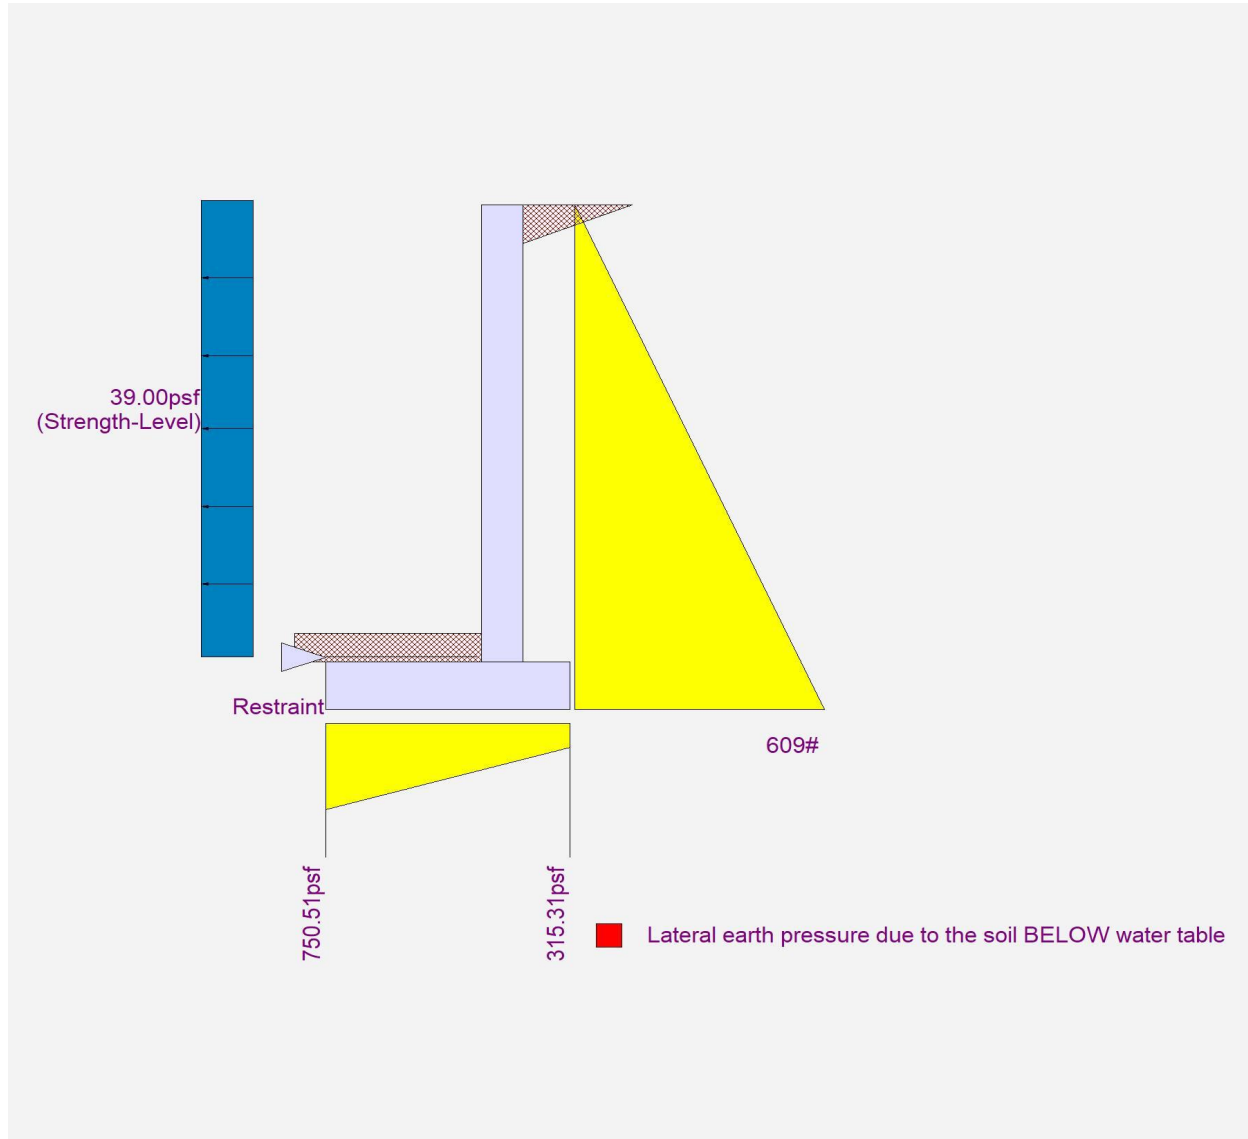 39.00psf
(Strength-Level)
Restraint
609#
750.51psf
315.31psf
Lateral earth pressure due to the soil BELOW water table